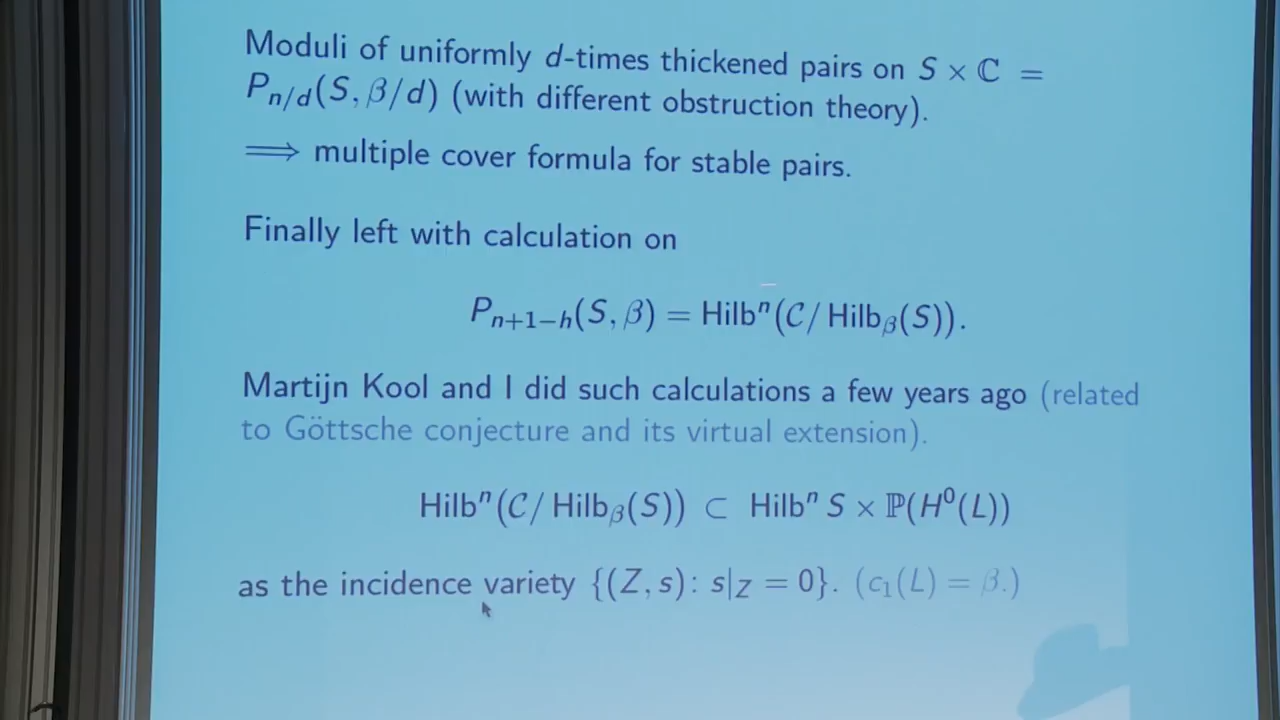 Moduli of uniformly d-times thickened pairs on S × ℂ =
P_{n/d}(S, β/d) (with different obstruction theory).
⟹ multiple cover formula for stable pairs.
Finally left with calculation on
P_{n+1−h}(S, β) = Hilb^n(𝒞/ Hilb_β(S)).
Martijn Kool and I did such calculations a few years ago (related
to Göttsche conjecture and its virtual extension).
Hilb^n(𝒞/ Hilb_β(S)) ⊂ Hilb^n S × ℙ(H^0(L))
as the incidence variety {(Z, s): s|_Z = 0}. (c_1(L) = β.)